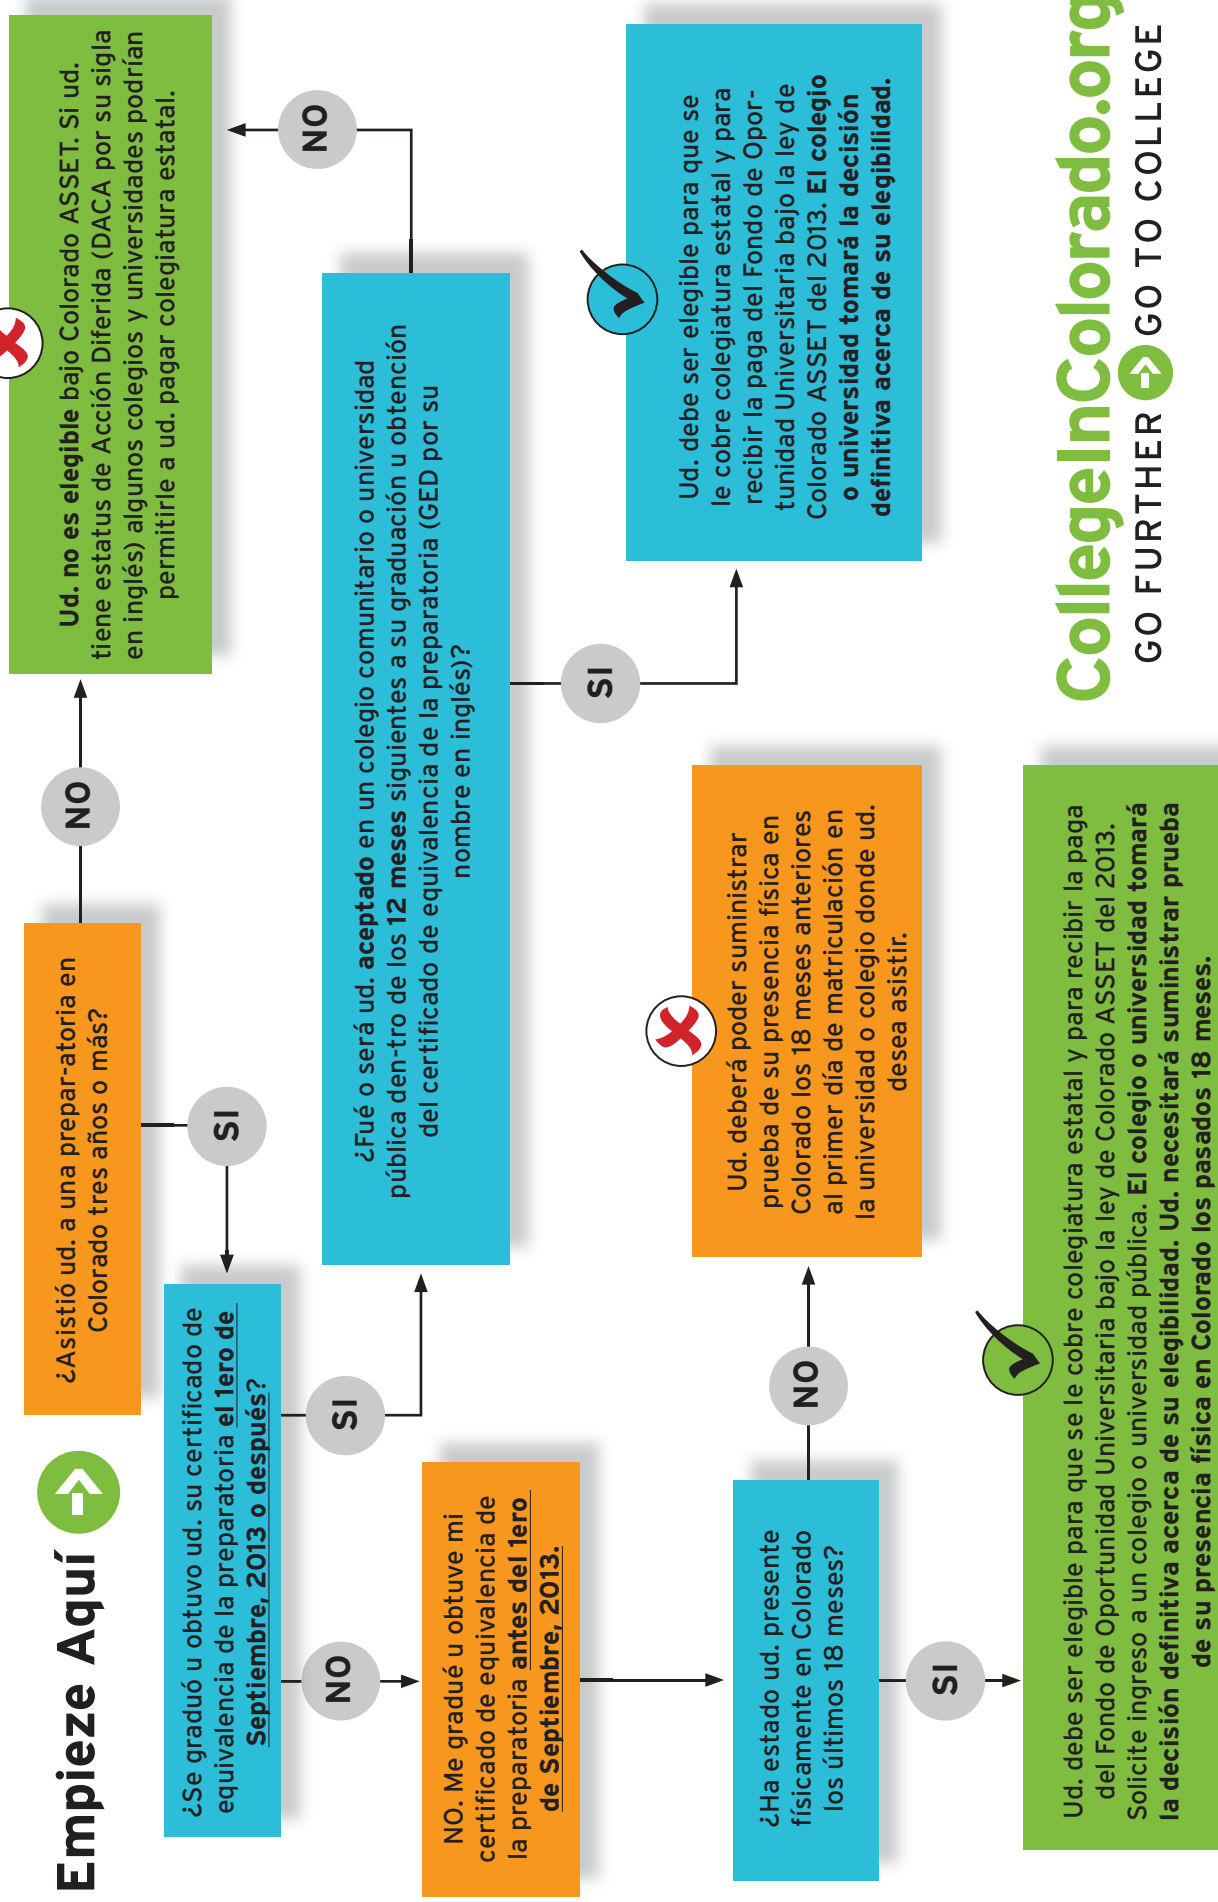 Empieze Aquí
¿Asistió ud. a una prepar-atoria en
Colorado tres años o más?
NO
Ud. no es elegible bajo Colorado ASSET. Si ud.
tiene estatus de Acción Diferida (DACA por su sigla
en inglés) algunos colegios y universidades podrían
permitirle a ud. pagar colegiatura estatal.
SI
¿Se graduó u obtuvo ud. su certificado de
equivalencia de la preparatoria el 1ero de
Septiembre, 2013 o después?
SI
¿Fué o será ud. aceptado en un colegio comunitario o universidad
pública den-tro de los 12 meses siguientes a su graduación u obtención
del certificado de equivalencia de la preparatoria (GED por su
nombre en inglés)?
NO
SI
Ud. debe ser elegible para que se
le cobre colegiatura estatal y para
recibir la paga del Fondo de Opor-
tunidad Universitaria bajo la ley de
Colorado ASSET del 2013. El colegio
o universidad tomará la decisión
definitiva acerca de su elegibilidad.
NO
NO. Me gradué u obtuve mi
certificado de equivalencia de
la preparatoria antes del 1ero
de Septiembre, 2013.
¿Ha estado ud. presente
físicamente en Colorado
los últimos 18 meses?
NO
Ud. deberá poder suministrar
prueba de su presencia física en
Colorado los 18 meses anteriores
al primer día de matriculación en
la universidad o colegio donde ud.
desea asistir.
SI
Ud. debe ser elegible para que se le cobre colegiatura estatal y para recibir la paga
del Fondo de Oportunidad Universitaria bajo la ley de Colorado ASSET del 2013.
Solicite ingreso a un colegio o universidad pública. El colegio o universidad tomará
la decisión definitiva acerca de su elegibilidad. Ud. necesitará suministrar prueba
de su presencia física en Colorado los pasados 18 meses.
CollegeInColorado.org
GO FURTHER GO TO COLLEGE